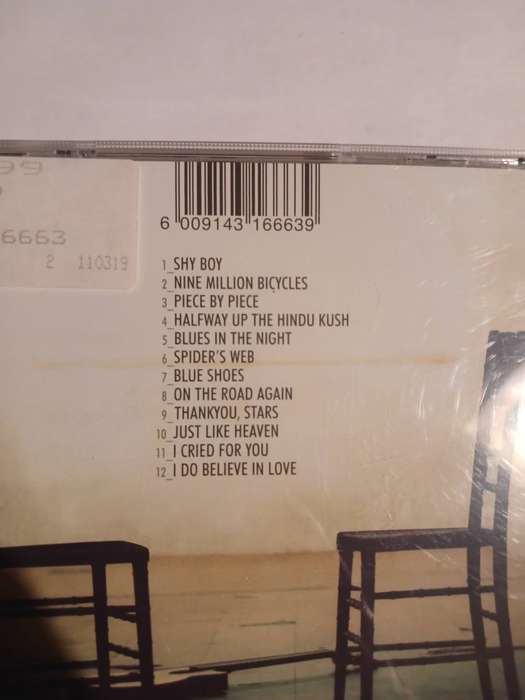 99
6663
2 110319
6 009143 166639
1_SHY BOY
2_NINE MILLION BICYCLES
3_PIECE BY PIECE
4_HALFWAY UP THE HINDU KUSH
5_BLUES IN THE NIGHT
6_SPIDER'S WEB
7_BLUE SHOES
8_ON THE ROAD AGAIN
9_THANKYOU, STARS
10_JUST LIKE HEAVEN
11_I CRIED FOR YOU
12_I DO BELIEVE IN LOVE